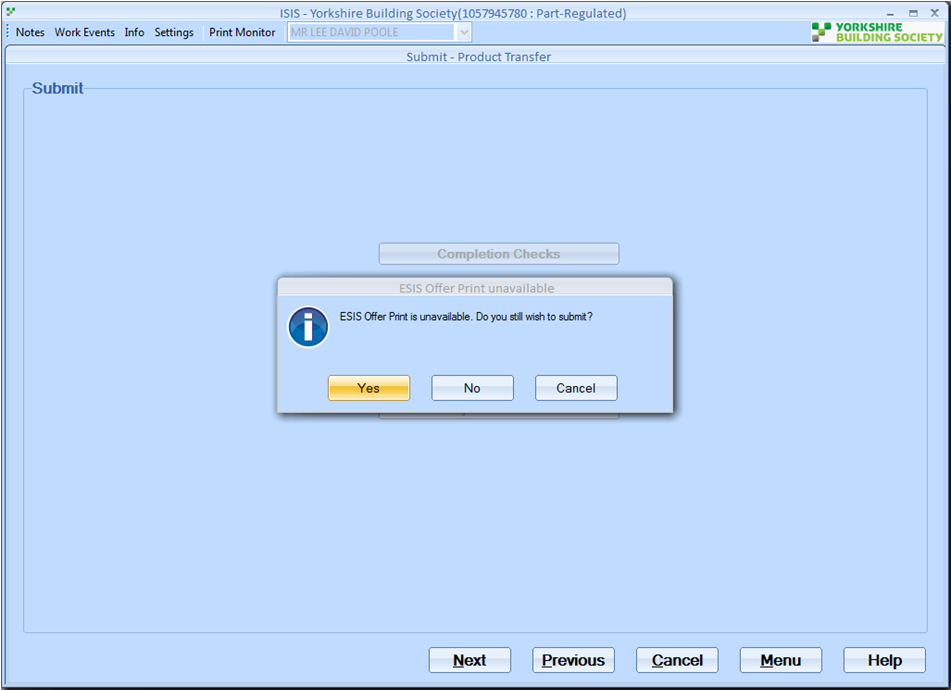 ISIS - Yorkshire Building Society(1057945780 : Part-Regulated)
Notes Work Events Info Settings Print Monitor MR LEE DAVID POOLE
YORKSHIRE
BUILDING SOCIETY
Submit - Product Transfer
Submit
Completion Checks
ESIS Offer Print unavailable
ESIS Offer Print is unavailable. Do you still wish to submit?
Yes No Cancel
Next Previous Cancel Menu Help